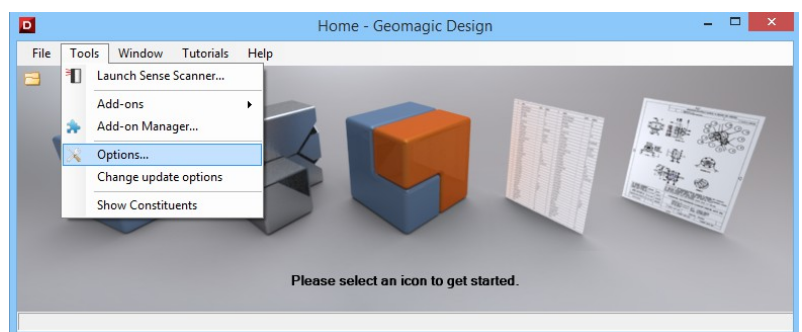 D
Home - Geomagic Design
File Tools Window Tutorials Help
Launch Sense Scanner...
Add-ons
Add-on Manager...
Options...
Change update options
Show Constituents
Please select an icon to get started.